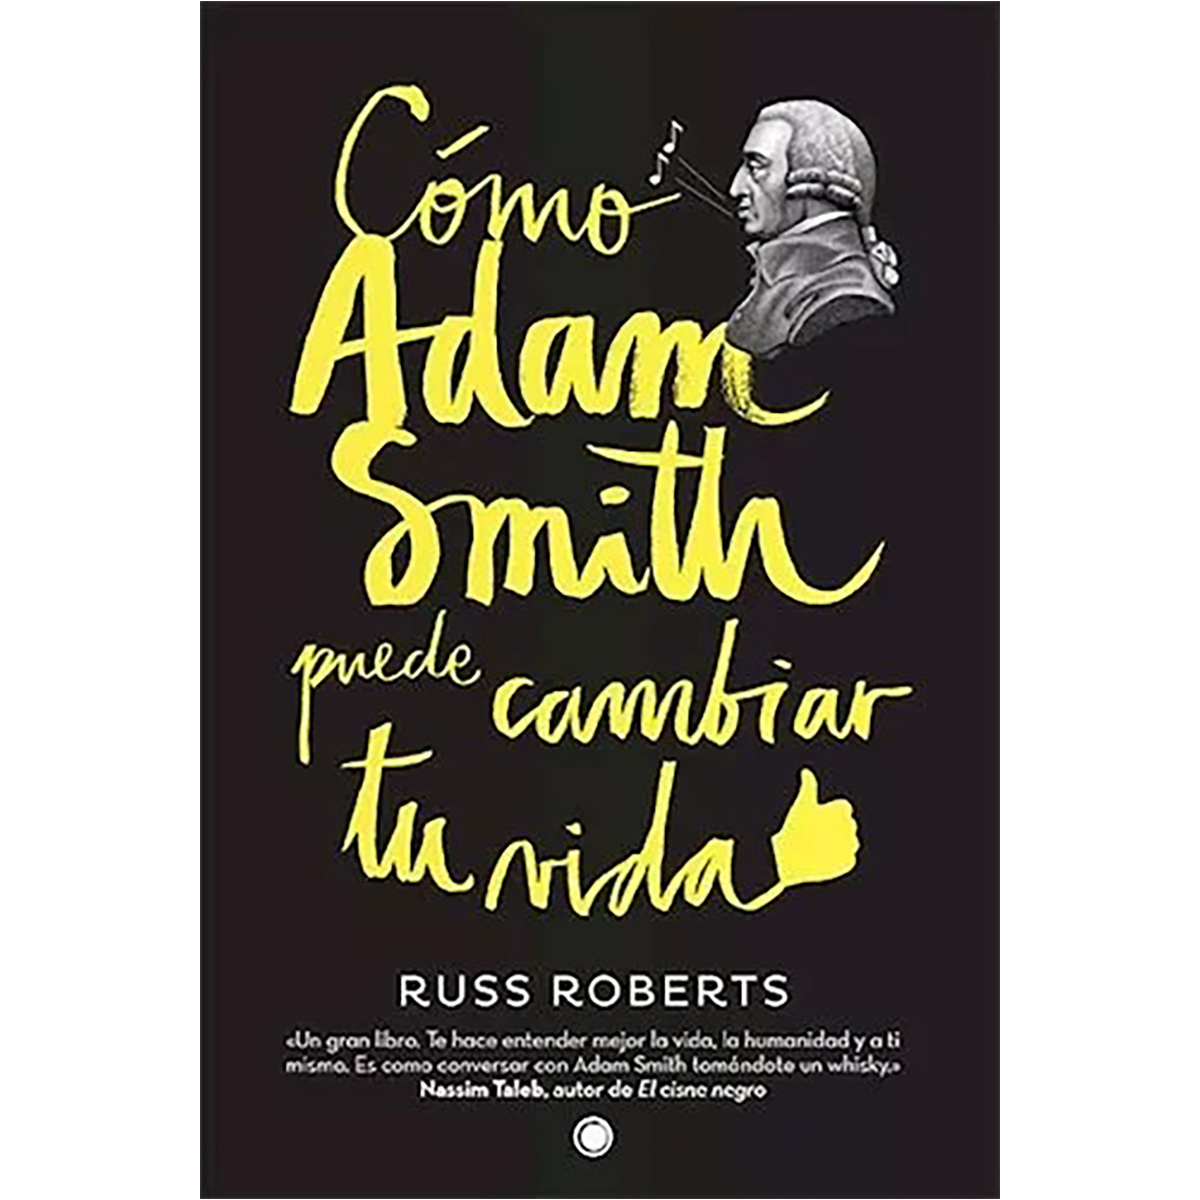 Cómo
Adam
Smith
puede cambiar
tu vida
RUSS ROBERTS
«Un gran libro. Te hace entender mejor la vida, la humanidad y a ti
mismo. Es como conversar con Adam Smith tomándote un whisky.»
Nassim Taleb, autor de El cisne negro